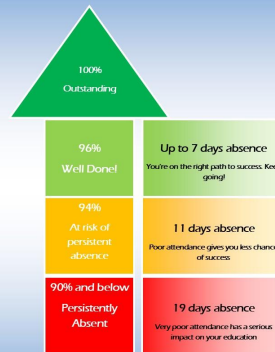 100%
Outstanding
96%
Well Done!
Up to 7 days absence
You're on the right path to success. Keep
going!
94%
At risk of
persistent
absence
11 days absence
Poor attendance gives you less chance
of success
90% and below
Persistently
Absent
19 days absence
Very poor attendance has a serious
impact on your education